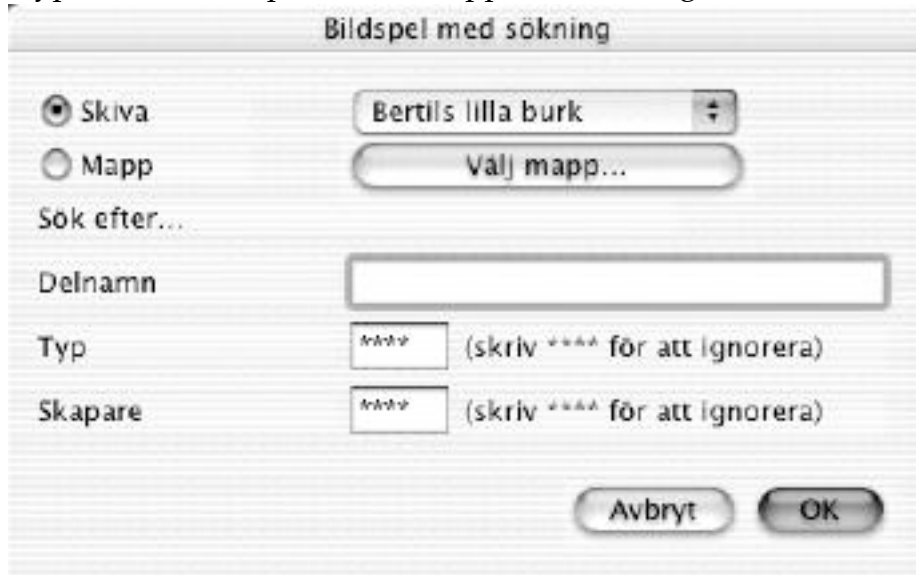 Bildspel med sökning
Skiva Bertils lilla burk
Mapp Välj mapp...
Sök efter...
Delnamn
Typ **** (skriv **** för att ignorera)
Skapare **** (skriv **** för att ignorera)
Avbryt OK